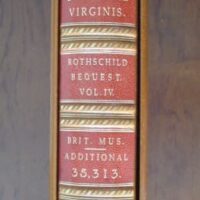 VIRGINIS.
ROTHSCHILD
BEQUEST.
VOL. IV.
BRIT. MUS.
ADDITIONAL
35,313.